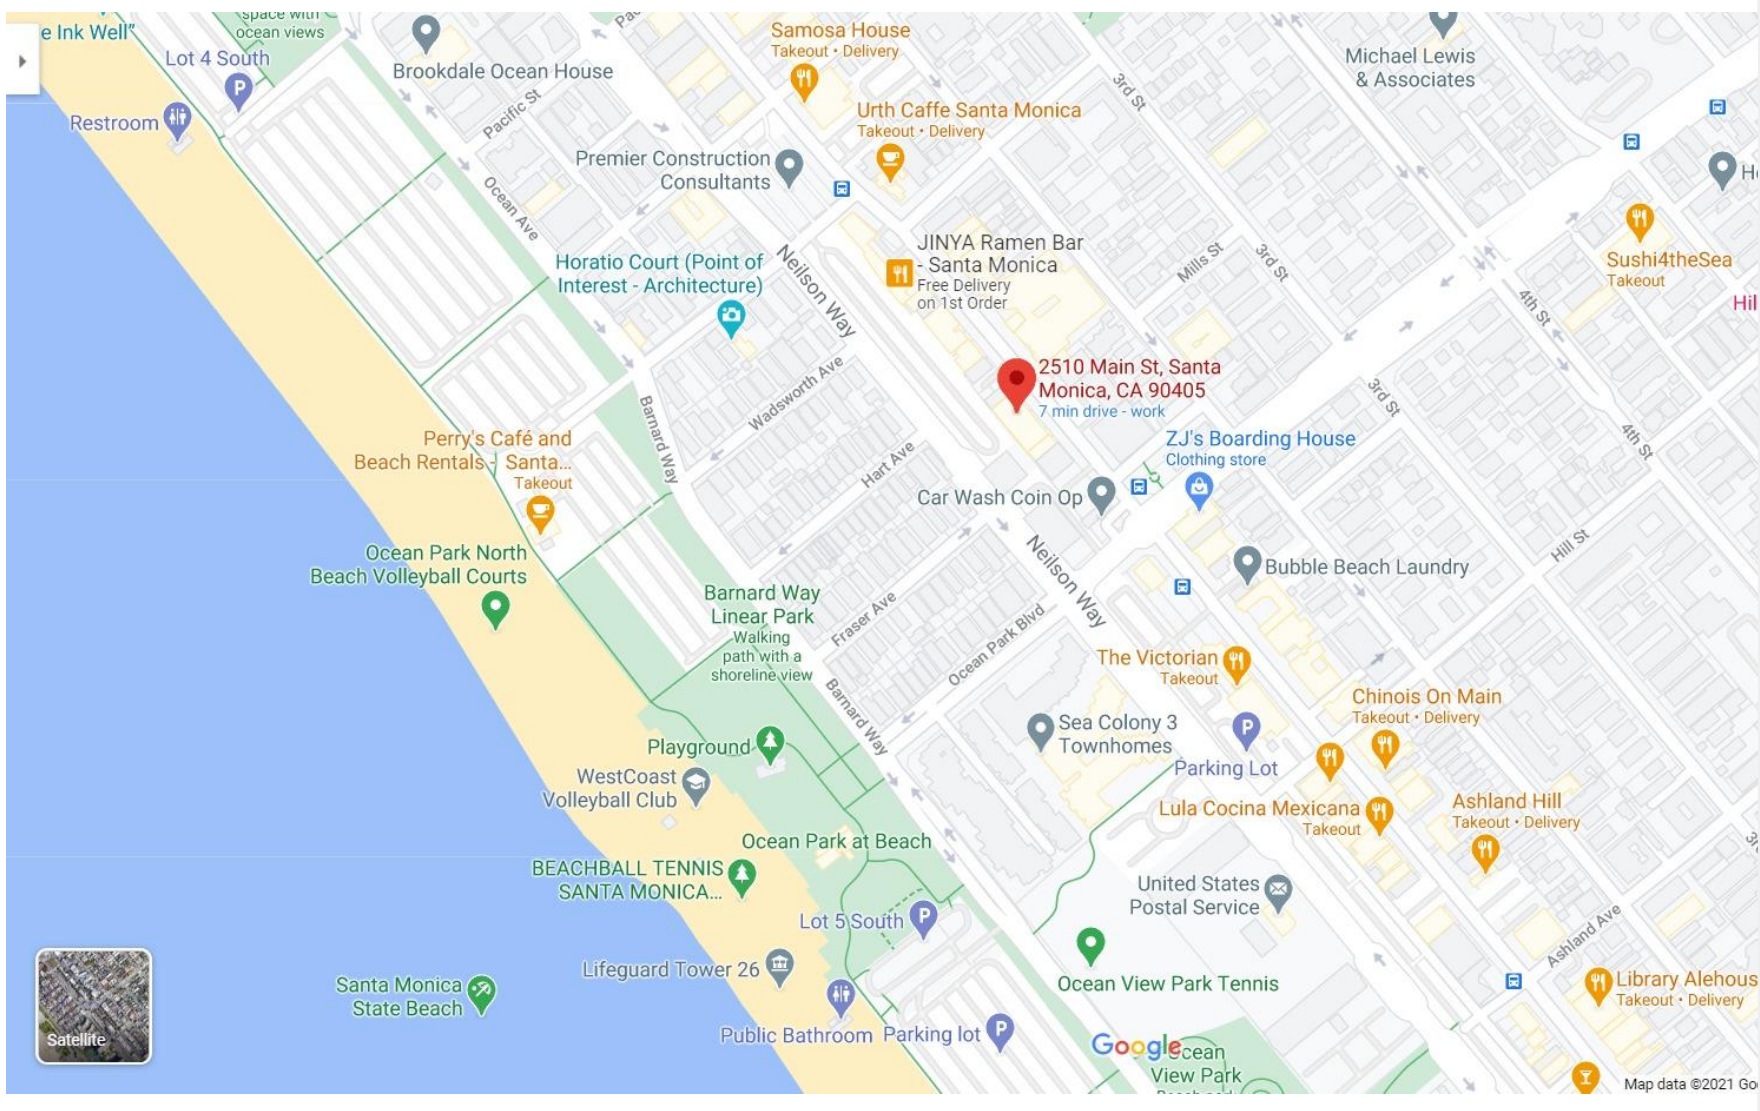 space with
ocean views
e Ink Well"
Lot 4 South
Restroom
Brookdale Ocean House
Pacific St
Samosa House
Takeout • Delivery
Urth Caffe Santa Monica
Takeout • Delivery
3rd St
Michael Lewis
& Associates
Premier Construction
Consultants
Ocean Ave
Horatio Court (Point of
Interest - Architecture)
Neilson Way
JINYA Ramen Bar
- Santa Monica
Free Delivery
on 1st Order
Mills St
3rd St
Sushi4theSea
Takeout
4th St
Hil
2510 Main St, Santa
Monica, CA 90405
7 min drive - work
Wadsworth Ave
Barnard Way
3rd St
4th St
Perry's Café and
Beach Rentals - Santa...
Takeout
Hart Ave
ZJ's Boarding House
Clothing store
Car Wash Coin Op
Ocean Park North
Beach Volleyball Courts
Neilson Way
Hill St
Bubble Beach Laundry
Barnard Way
Linear Park
Walking
path with a
shoreline view
Fraser Ave
Ocean Park Blvd
The Victorian
Takeout
Barnard Way
Chinois On Main
Takeout • Delivery
Sea Colony 3
Townhomes
Playground
Parking Lot
WestCoast
Volleyball Club
Lula Cocina Mexicana
Takeout
Ashland Hill
Takeout • Delivery
Ocean Park at Beach
BEACHBALL TENNIS
SANTA MONICA...
United States
Postal Service
Lot 5 South
Ashland Ave
Lifeguard Tower 26
Ocean View Park Tennis
Library Alehous
Takeout • Delivery
Santa Monica
State Beach
Public Bathroom
Parking lot
Satellite
Google
Ocean
View Park
Map data ©2021 Go